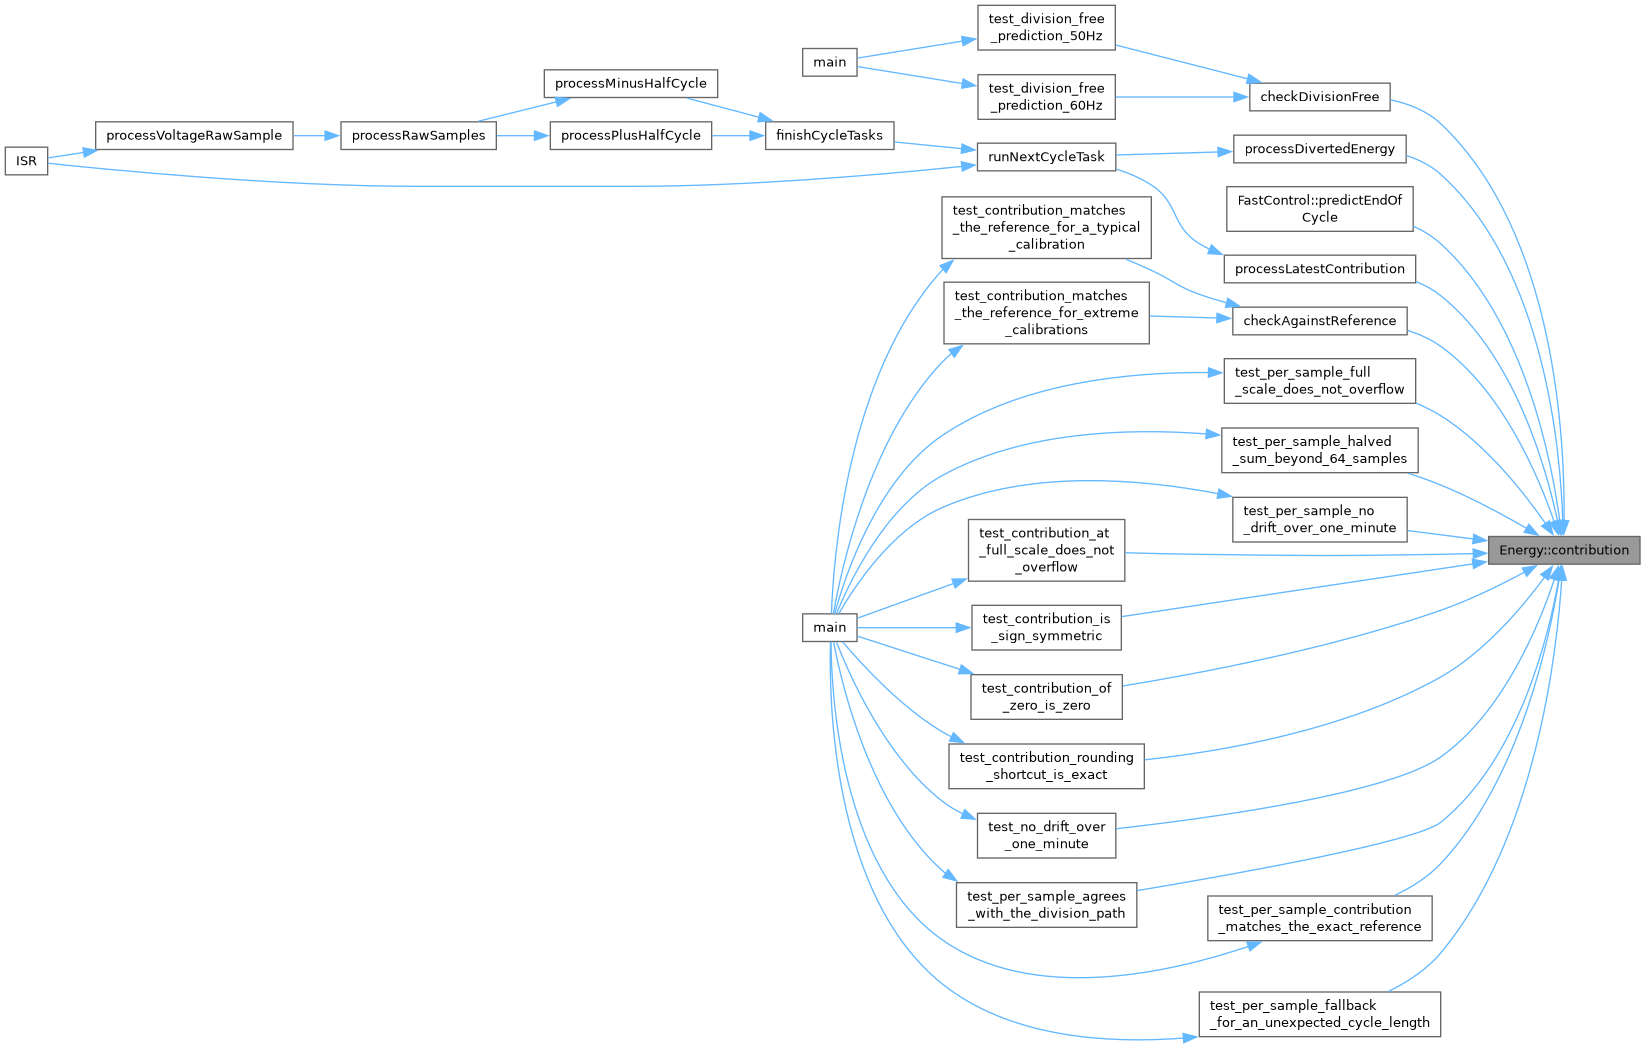 test_division_free
_prediction_50Hz
main
processMinusHalfCycle
test_division_free
_prediction_60Hz
checkDivisionFree
processVoltageRawSample
processRawSamples
processPlusHalfCycle
finishCycleTasks
ISR
runNextCycleTask
processDivertedEnergy
FastControl::predictEndOf
Cycle
test_contribution_matches
_the_reference_for_a_typical
_calibration
processLatestContribution
test_contribution_matches
_the_reference_for_extreme
_calibrations
checkAgainstReference
test_per_sample_full
_scale_does_not_overflow
test_per_sample_halved
_sum_beyond_64_samples
test_per_sample_no
_drift_over_one_minute
test_contribution_at
_full_scale_does_not
_overflow
Energy::contribution
main
test_contribution_is
_sign_symmetric
test_contribution_of
_zero_is_zero
test_contribution_rounding
_shortcut_is_exact
test_no_drift_over
_one_minute
test_per_sample_agrees
_with_the_division_path
test_per_sample_contribution
_matches_the_exact_reference
test_per_sample_fallback
_for_an_unexpected_cycle_length